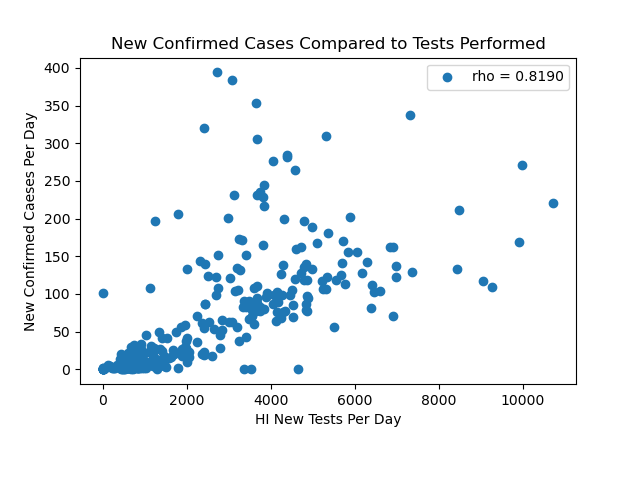 New Confirmed Cases Compared to Tests Performed
rho = 0.8190
400
350
300
250
200
150
100
50
0
New Confirmed Caeses Per Day
0 2000 4000 6000 8000 10000
HI New Tests Per Day